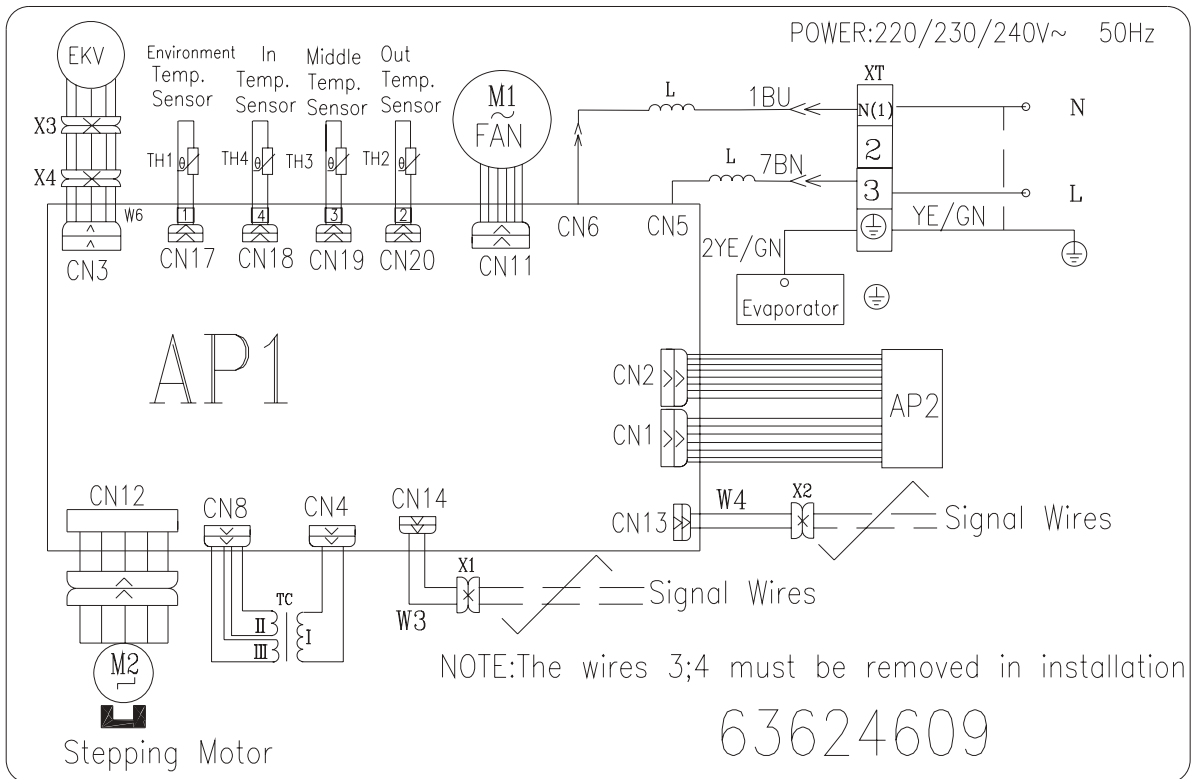 POWER:220/230/240V~ 50Hz
EKV
Environment Temp. Sensor
In Temp. Sensor
Middle Temp. Sensor
Out Temp. Sensor
M1
~
FAN
X3
X4
TH1
θ
TH4
θ
TH3
θ
TH2
θ
W6
1
4
3
2
CN3
CN17
CN18
CN19
CN20
CN11
CN6
CN5
L
1BU
L
7BN
XT
N(1)
2
3
N
L
YE/GN
2YE/GN
Evaporator
AP1
CN2
CN1
AP2
CN12
CN8
CN4
CN14
CN13
W4
X2
Signal Wires
TC
II
III
I
X1
W3
Signal Wires
M2
Stepping Motor
NOTE:The wires 3;4 must be removed in installation
63624609